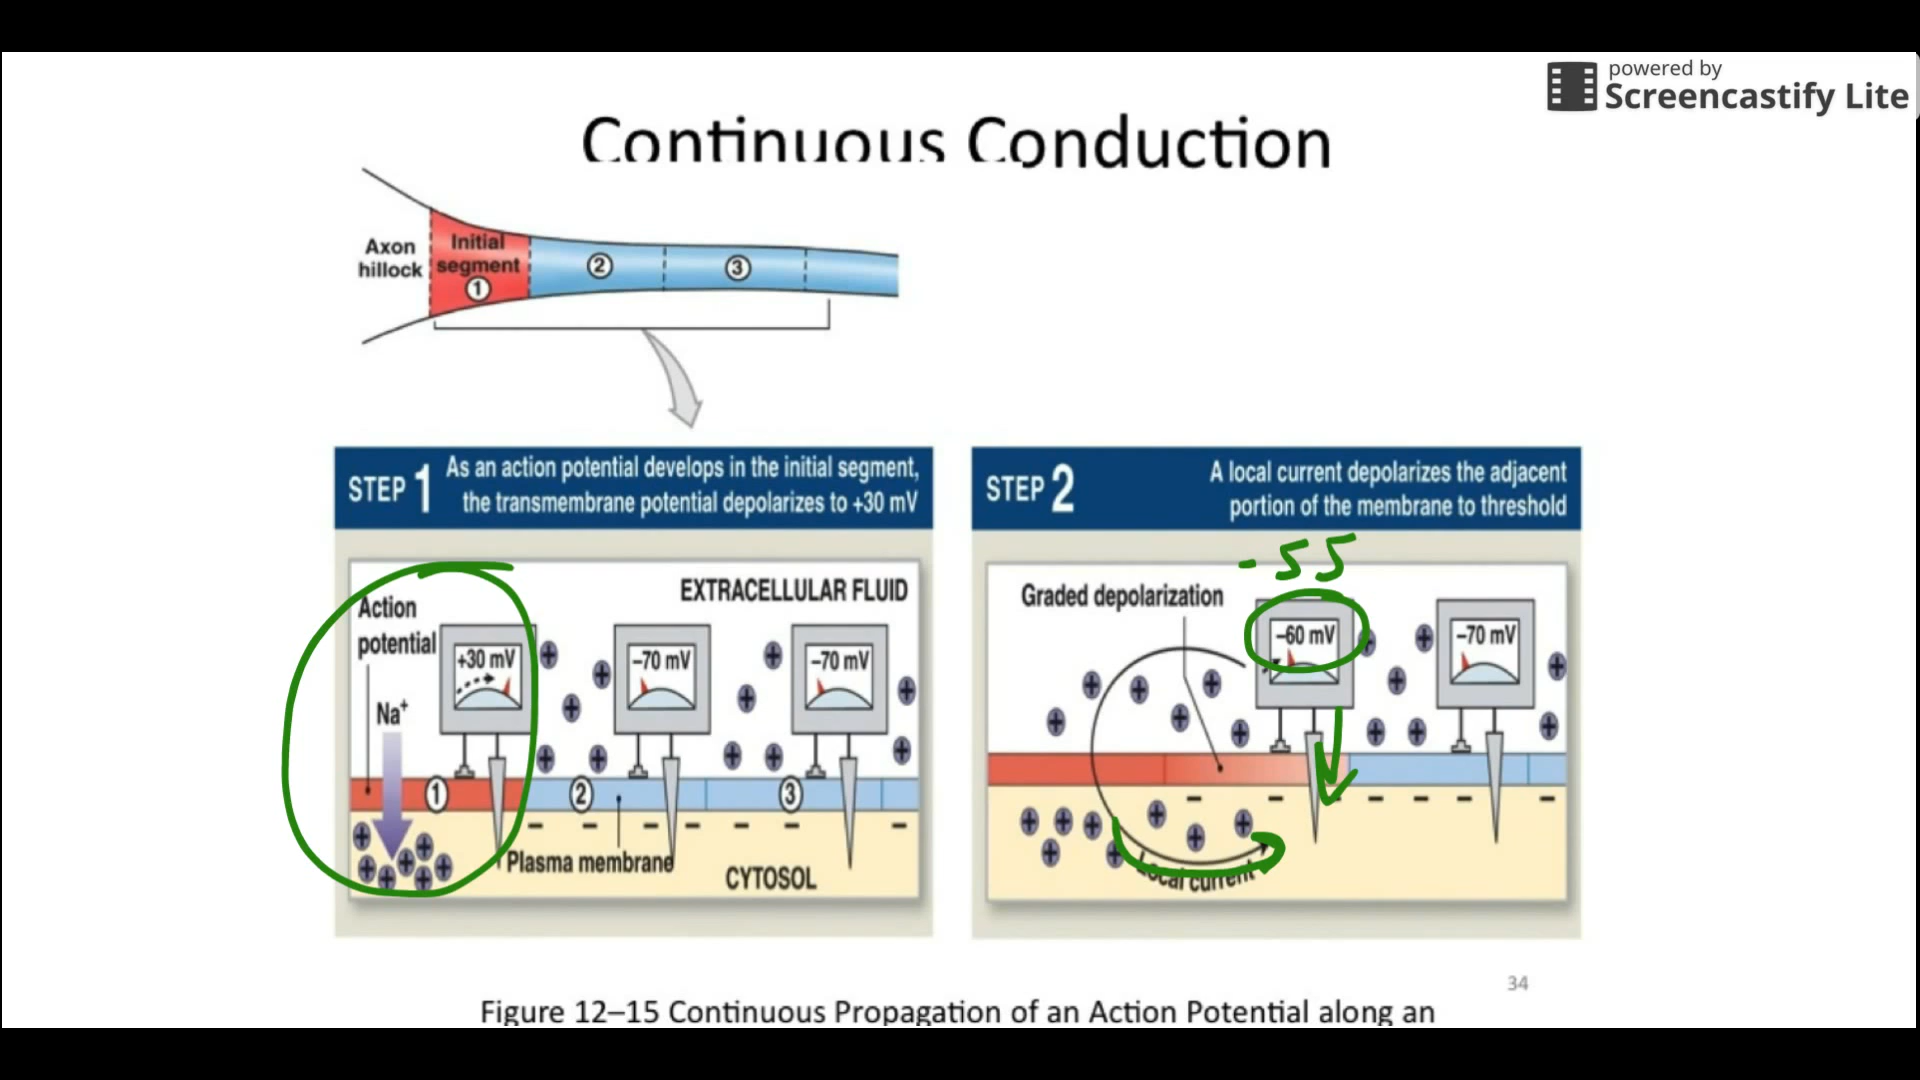 powered by
Screencastify Lite
Continuous Conduction
Axon
hillock
Initial
segment
1
2
3
STEP 1
As an action potential develops in the initial segment,
the transmembrane potential depolarizes to +30 mV
Action
potential
EXTRACELLULAR FLUID
+30 mV
–70 mV
–70 mV
Na+
1
2
3
Plasma membrane
CYTOSOL
STEP 2
A local current depolarizes the adjacent
portion of the membrane to threshold
-55
Graded depolarization
–60 mV
–70 mV
Local current
34
Figure 12–15 Continuous Propagation of an Action Potential along an